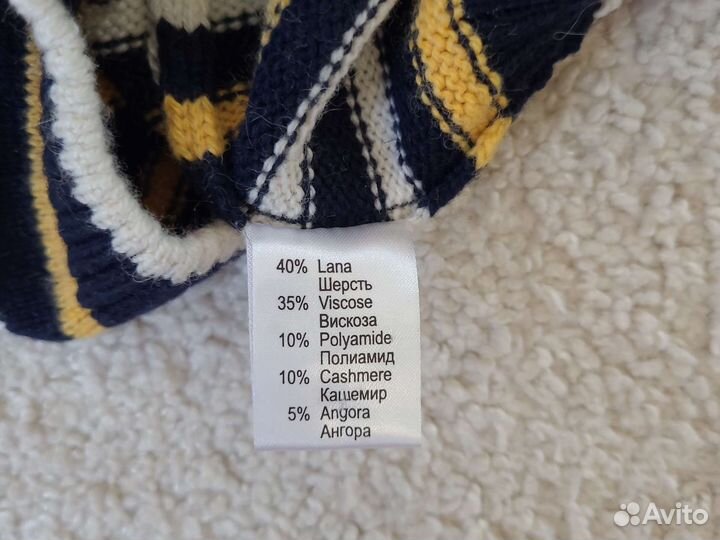 40% Lana
Шерсть
35% Viscose
Вискоза
10% Polyamide
Полиамид
10% Cashmere
Кашемир
5% Angora
Ангора
Avito